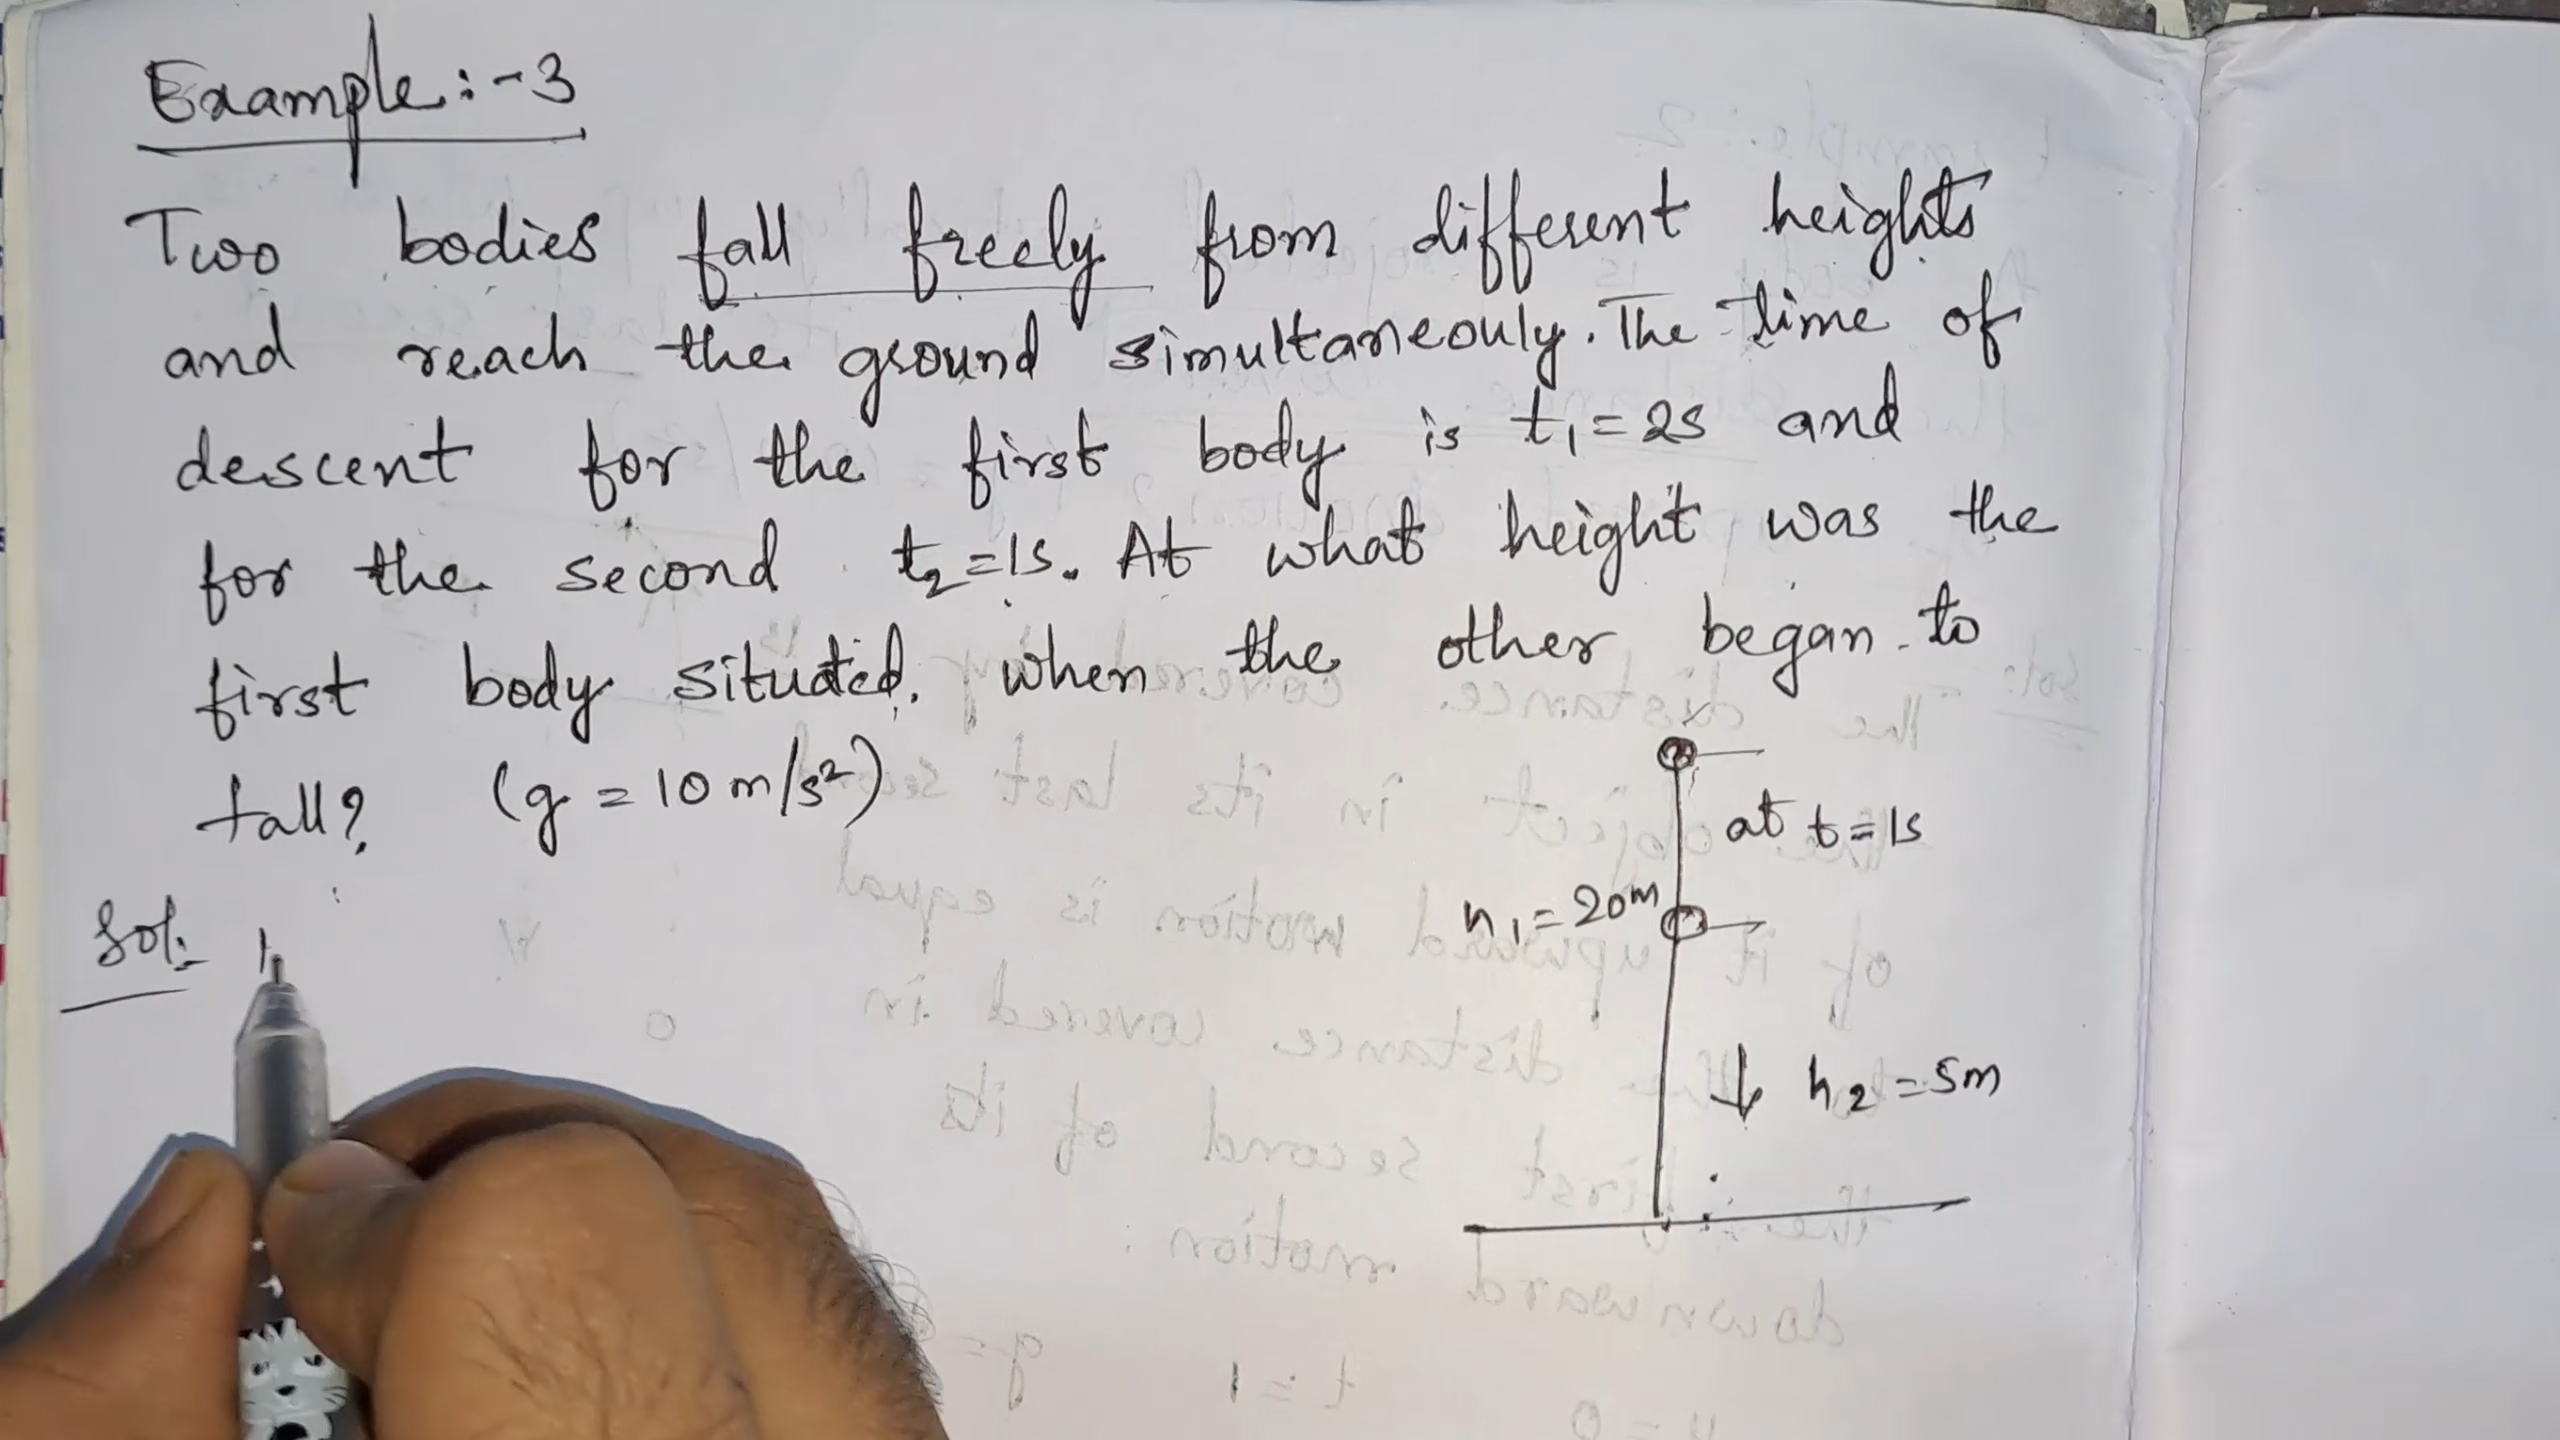 Example:-3
Two bodies fall freely from different heights
and reach the ground simultaneouly. The time of
descent for the first body is t₁=2s and
for the second t₂=1s. At what height was the
first body situated. when the other began to
fall? (g=10m/s²)
at t=1s
Sol:
h₁=20m
↓ h₂=5m